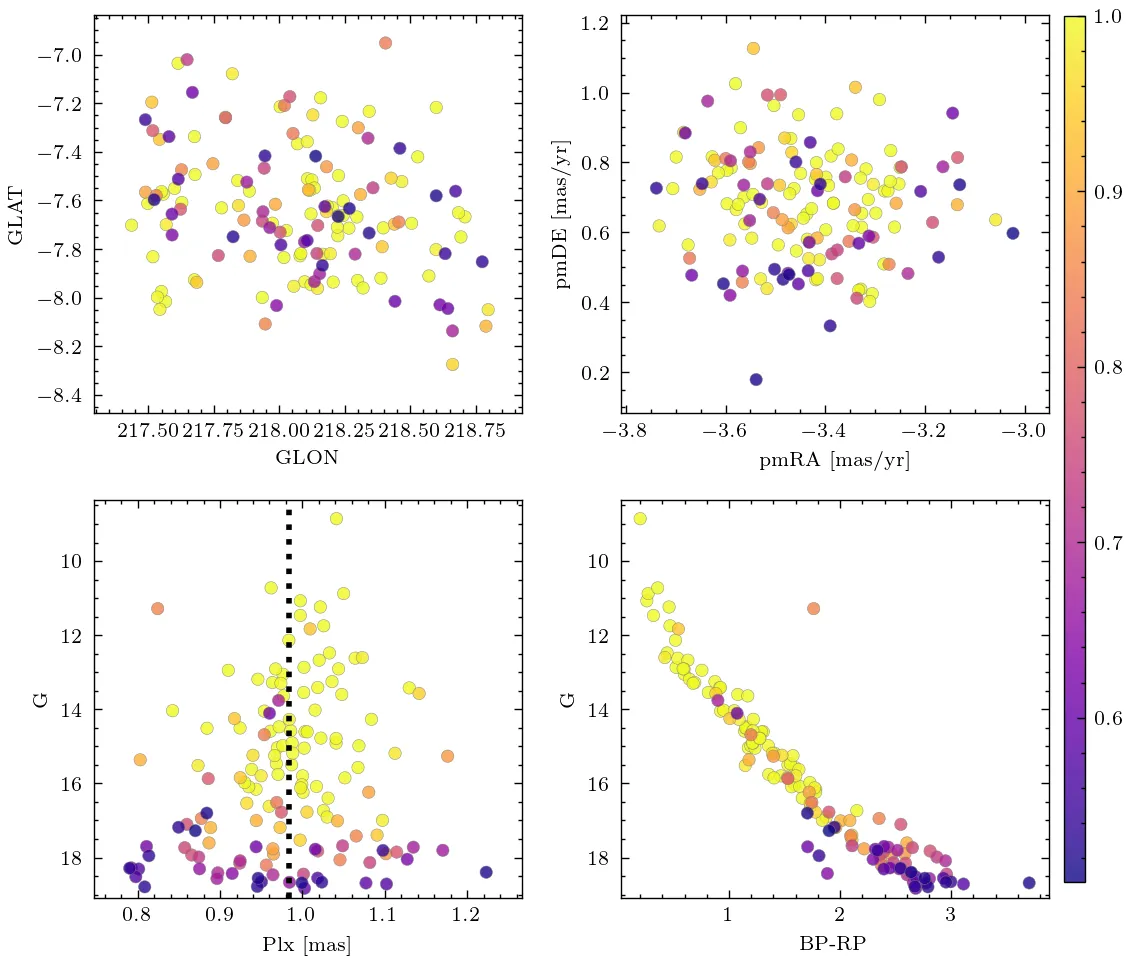 −7.0
−7.2
−7.4
−7.6
−7.8
−8.0
−8.2
−8.4
GLAT
217.50 217.75 218.00 218.25 218.50 218.75
GLON
1.2
1.0
0.8
0.6
0.4
0.2
pmDE [mas/yr]
−3.8 −3.6 −3.4 −3.2 −3.0
pmRA [mas/yr]
1.0
0.9
0.8
0.7
0.6
10
12
14
16
18
G
0.8 0.9 1.0 1.1 1.2
Plx [mas]
10
12
14
16
18
G
1 2 3
BP-RP